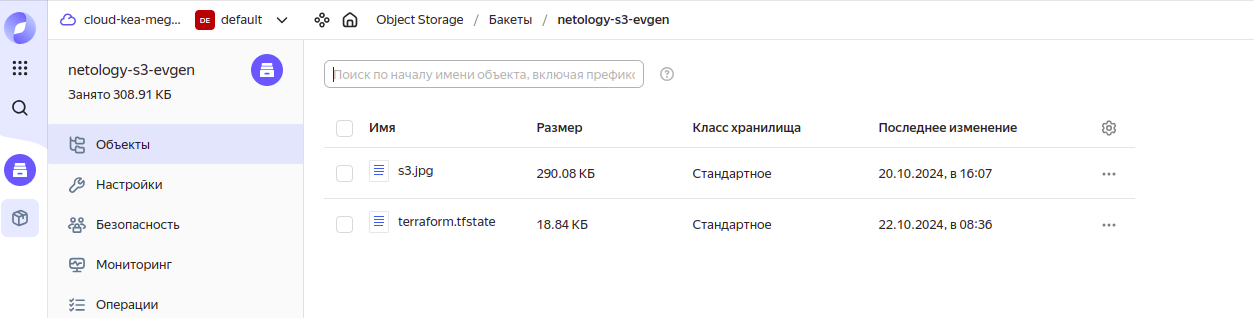 cloud-kea-meg... DE default Object Storage / Бакеты / netology-s3-evgen
netology-s3-evgen
Занято 308.91 КБ
Объекты
Настройки
Безопасность
Мониторинг
Операции
Поиск по началу имени объекта, включая префикс
Имя Размер Класс хранилища Последнее изменение
s3.jpg 290.08 КБ Стандартное 20.10.2024, в 16:07
terraform.tfstate 18.84 КБ Стандартное 22.10.2024, в 08:36